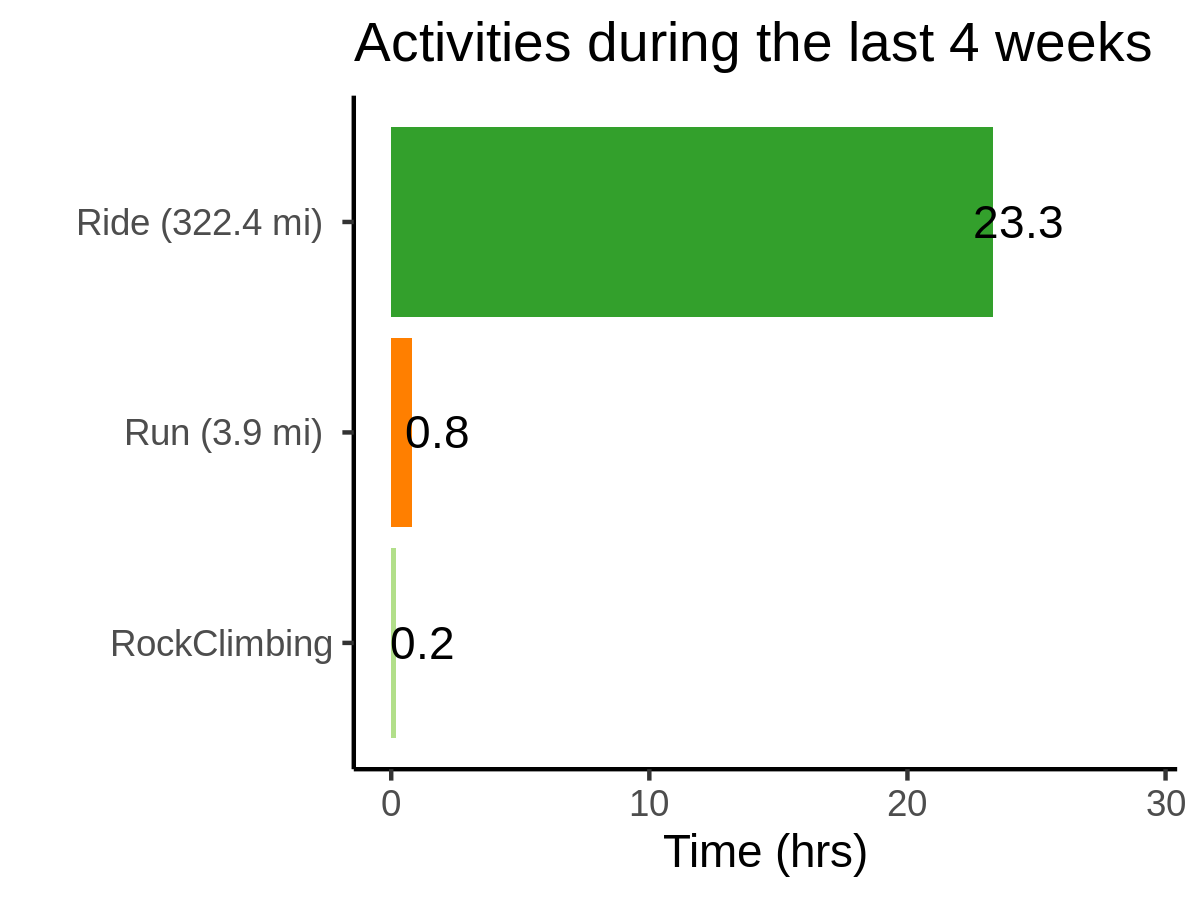 Activities during the last 4 weeks
Ride (322.4 mi)
23.3
Run (3.9 mi)
0.8
RockClimbing
0.2
0 10 20 30
Time (hrs)